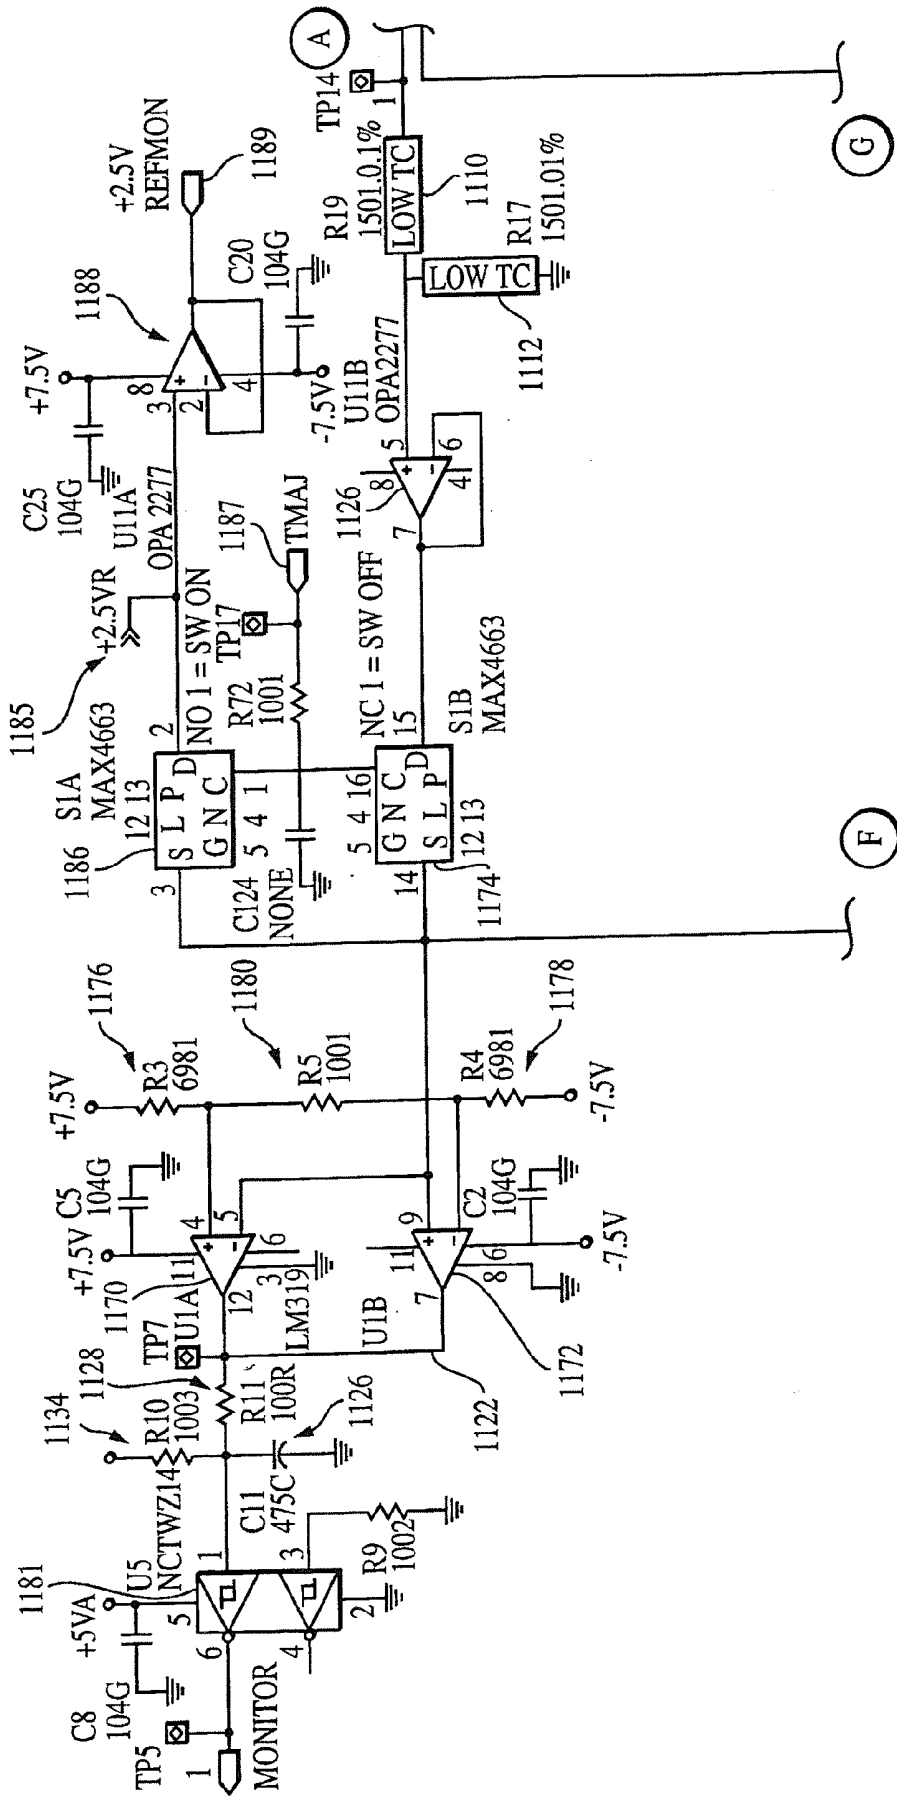 +7.5V
1188
+2.5V
REFMON
1189
C25
104G
8
3
2
4
C20
104G
-7.5V
U11A
OPA 2277
+2.5VR
1185
S1A
MAX4663
12 13
S L P D
G N C
5 4 1
3
2
1186
NO 1 = SW ON
TP17
1187
TMAJ
R72
1001
C124
NONE
NC 1 = SW OFF
5 4 16
G N C
S L P D
12 13
14
15
1174
S1B
MAX4663
U11B
OPA2277
1126
8
5
6
4
7
A
TP14
1
R19
1501.0.1%
LOW TC
1110
LOW TC
R17
1501.01%
1112
G
F
1176
+7.5V
R3
6981
1180
R5
1001
R4
6981
1178
-7.5V
C5
104G
+7.5V
11
4
5
6
3
12
1170
U1A
LM319
TP7
C2
104G
-7.5V
9
11
6
8
7
U1B
1172
1122
1128
R11
100R
1134
R10
1003
1126
C11
475C
U5
NCTWZ14
1181
+5VA
C8
104G
5
1
6
3
4
2
R9
1002
TP5
1
MONITOR